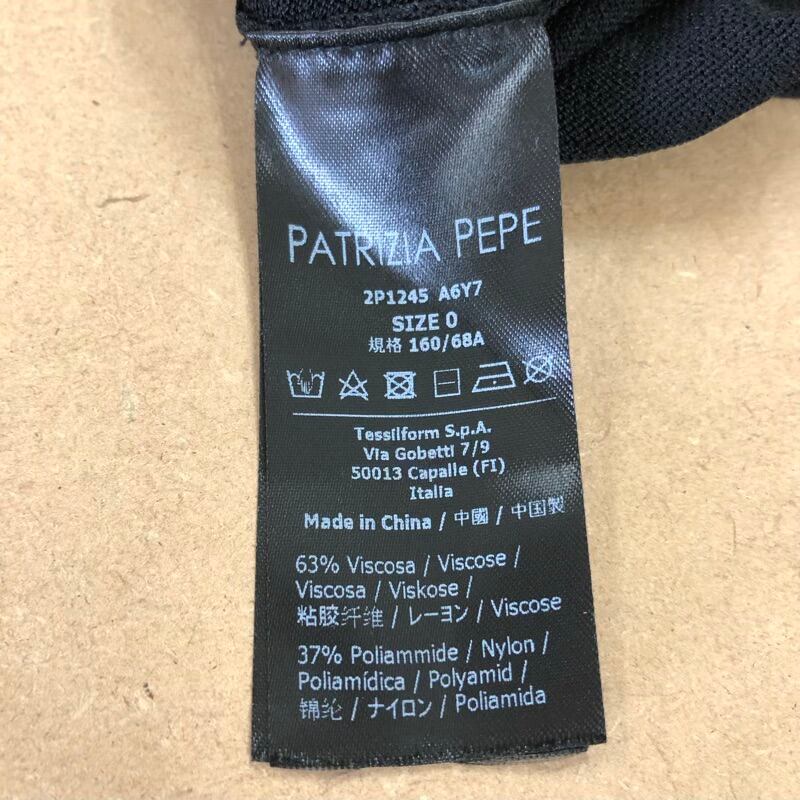 PATRIZIA PEPE
2P1245 A6Y7
SIZE 0
規格 160/68A
Tessilform S.p.A.
Via Gobetti 7/9
50013 Capalle (FI)
Italia
Made in China / 中國 / 中国製
63% Viscosa / Viscose /
Viscosa / Viskose /
粘胶纤维 / レーヨン / Viscose
37% Poliammide / Nylon /
Poliamídica / Polyamid /
锦纶 / ナイロン / Poliamida